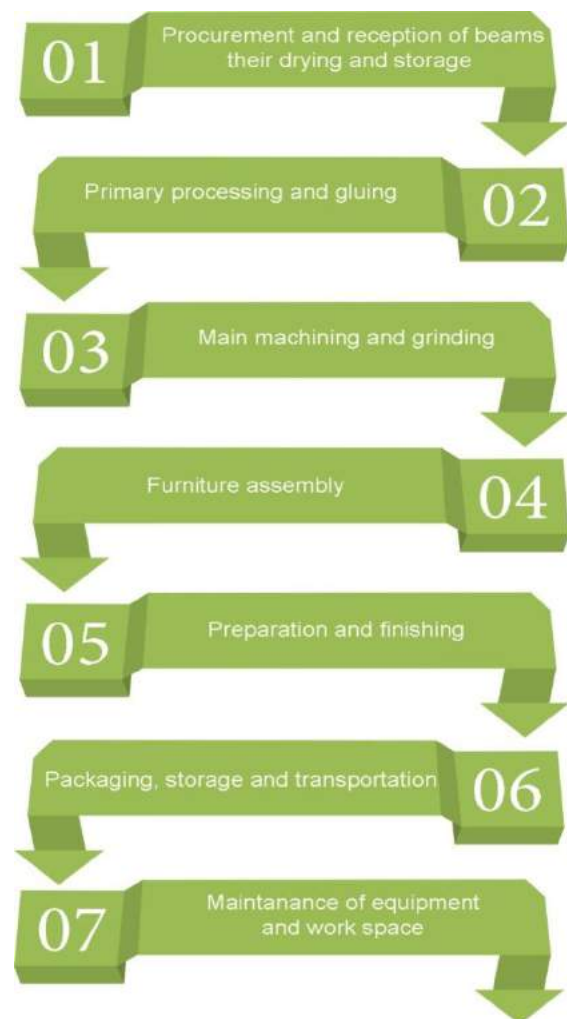 01
Procurement and reception of beams
their drying and storage
Primary processing and gluing
02
03
Main machining and grinding
Furniture assembly
04
05
Preparation and finishing
Packaging, storage and transportation
06
07
Maintanance of equipment
and work space